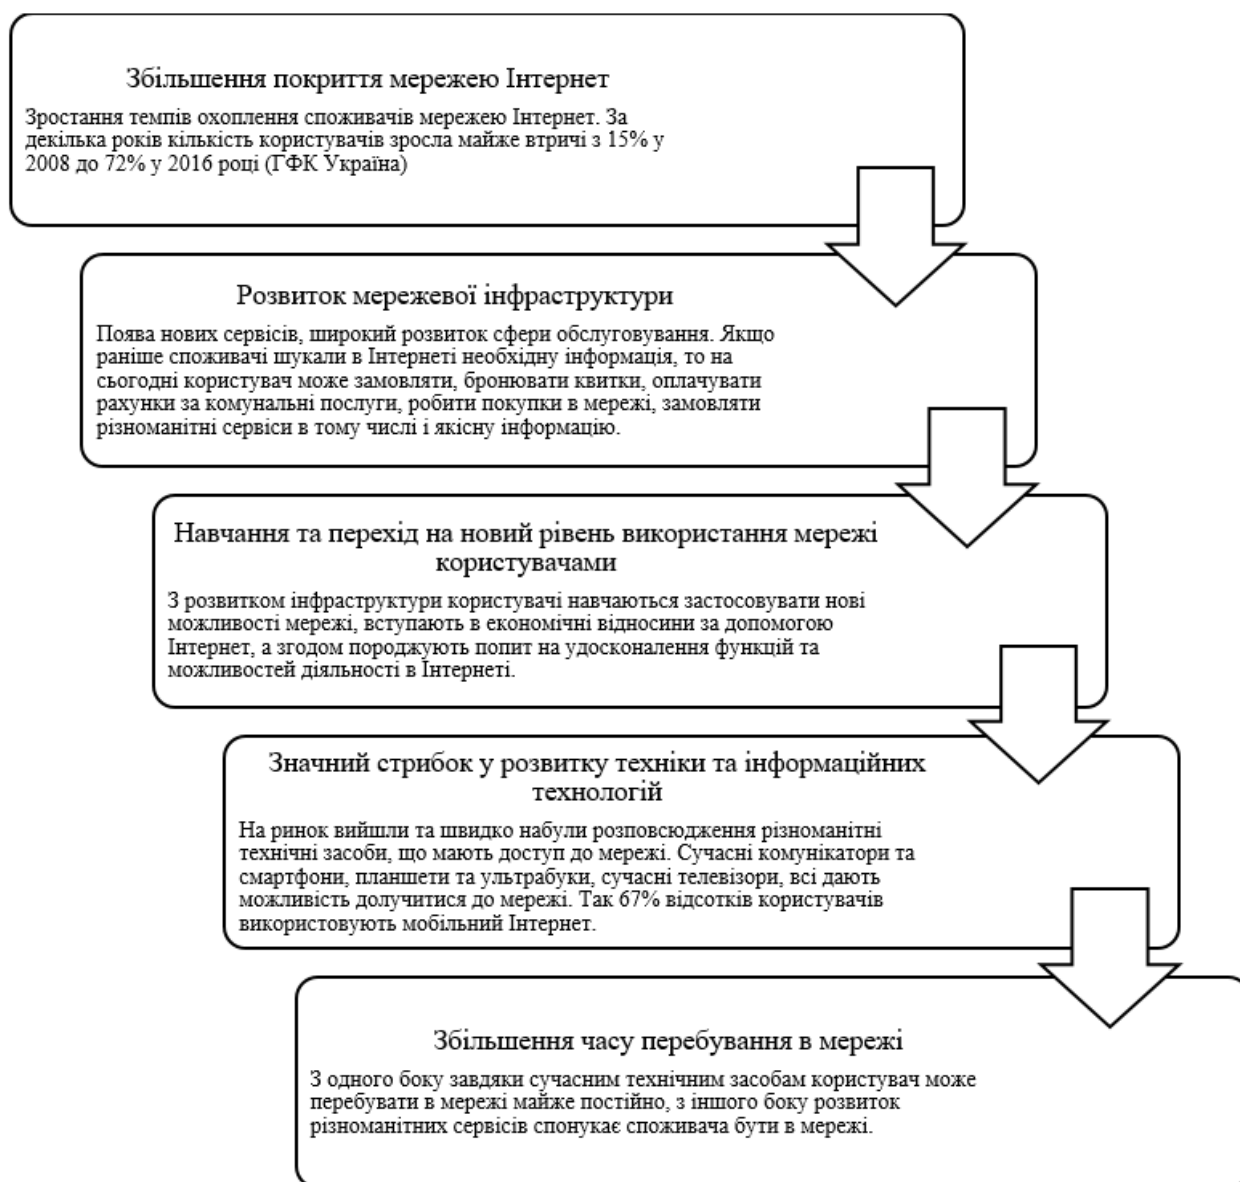 Збільшення покриття мережею Інтернет
Зростання темпів охоплення споживачів мережею Інтернет. За
декілька років кількість користувачів зросла майже втричі з 15% у
2008 до 72% у 2016 році (ГФК Україна)
Розвиток мережевої інфраструктури
Поява нових сервісів, широкий розвиток сфери обслуговування. Якщо
раніше споживачі шукали в Інтернеті необхідну інформація, то на
сьогодні користувач може замовляти, бронювати квитки, оплачувати
рахунки за комунальні послуги, робити покупки в мережі, замовляти
різноманітні сервіси в тому числі і якісну інформацію.
Навчання та перехід на новий рівень використання мережі
користувачами
З розвитком інфраструктури користувачі навчаються застосовувати нові
можливості мережі, вступають в економічні відносини за допомогою
Інтернет, а згодом породжують попит на удосконалення функцій та
можливостей діяльності в Інтернеті.
Значний стрибок у розвитку техніки та інформаційних
технологій
На ринок вийшли та швидко набули розповсюдження різноманітні
технічні засоби, що мають доступ до мережі. Сучасні комунікатори та
смартфони, планшети та ультрабуки, сучасні телевізори, всі дають
можливість долучитися до мережі. Так 67% відсотків користувачів
використовують мобільний Інтернет.
Збільшення часу перебування в мережі
З одного боку завдяки сучасним технічним засобам користувач може
перебувати в мережі майже постійно, з іншого боку розвиток
різноманітних сервісів спонукає споживача бути в мережі.